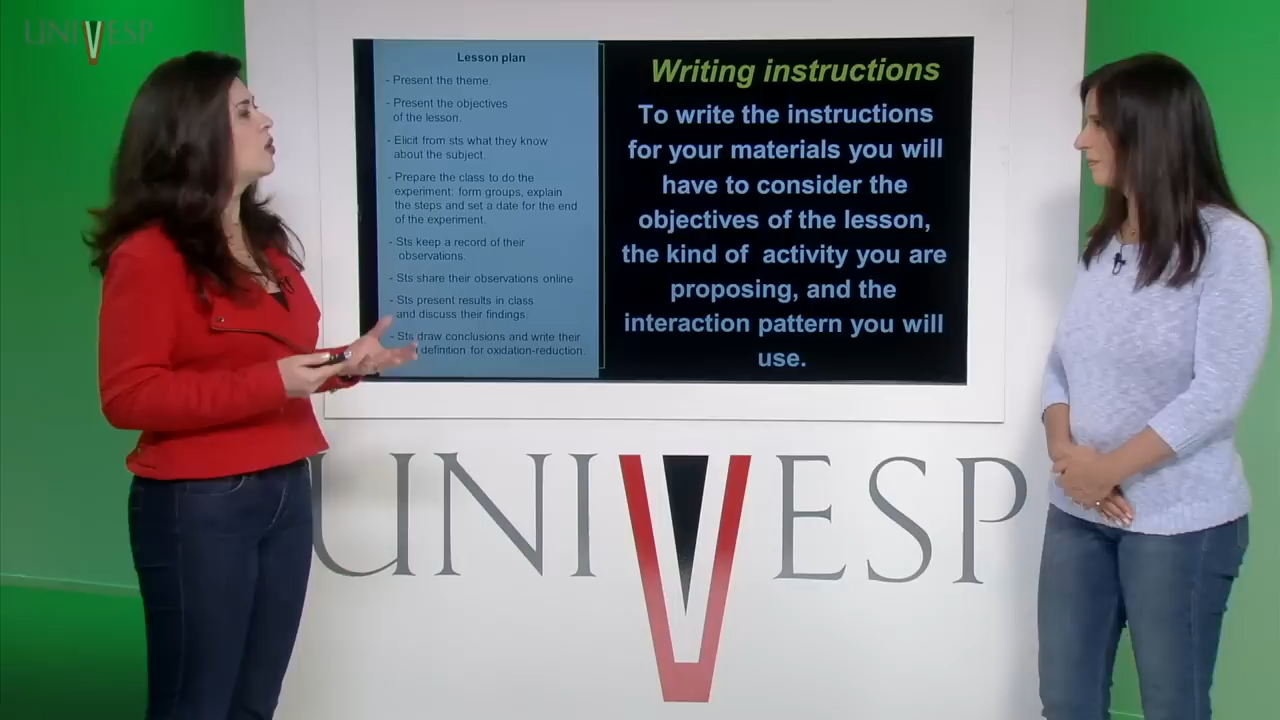 UNIVESP
Lesson plan
- Present the theme.
- Present the objectives
of the lesson.
- Elicit from sts what they know
about the subject.
- Prepare the class to do the
experiment: form groups, explain
the steps and set a date for the end
of the experiment.
- Sts keep a record of their
observations.
- Sts share their observations online
- Sts present results in class
and discuss their findings.
- Sts draw conclusions and write their
definition for oxidation-reduction.
Writing instructions
To write the instructions
for your materials you will
have to consider the
objectives of the lesson,
the kind of activity you are
proposing, and the
interaction pattern you will
use.
UNIVESP